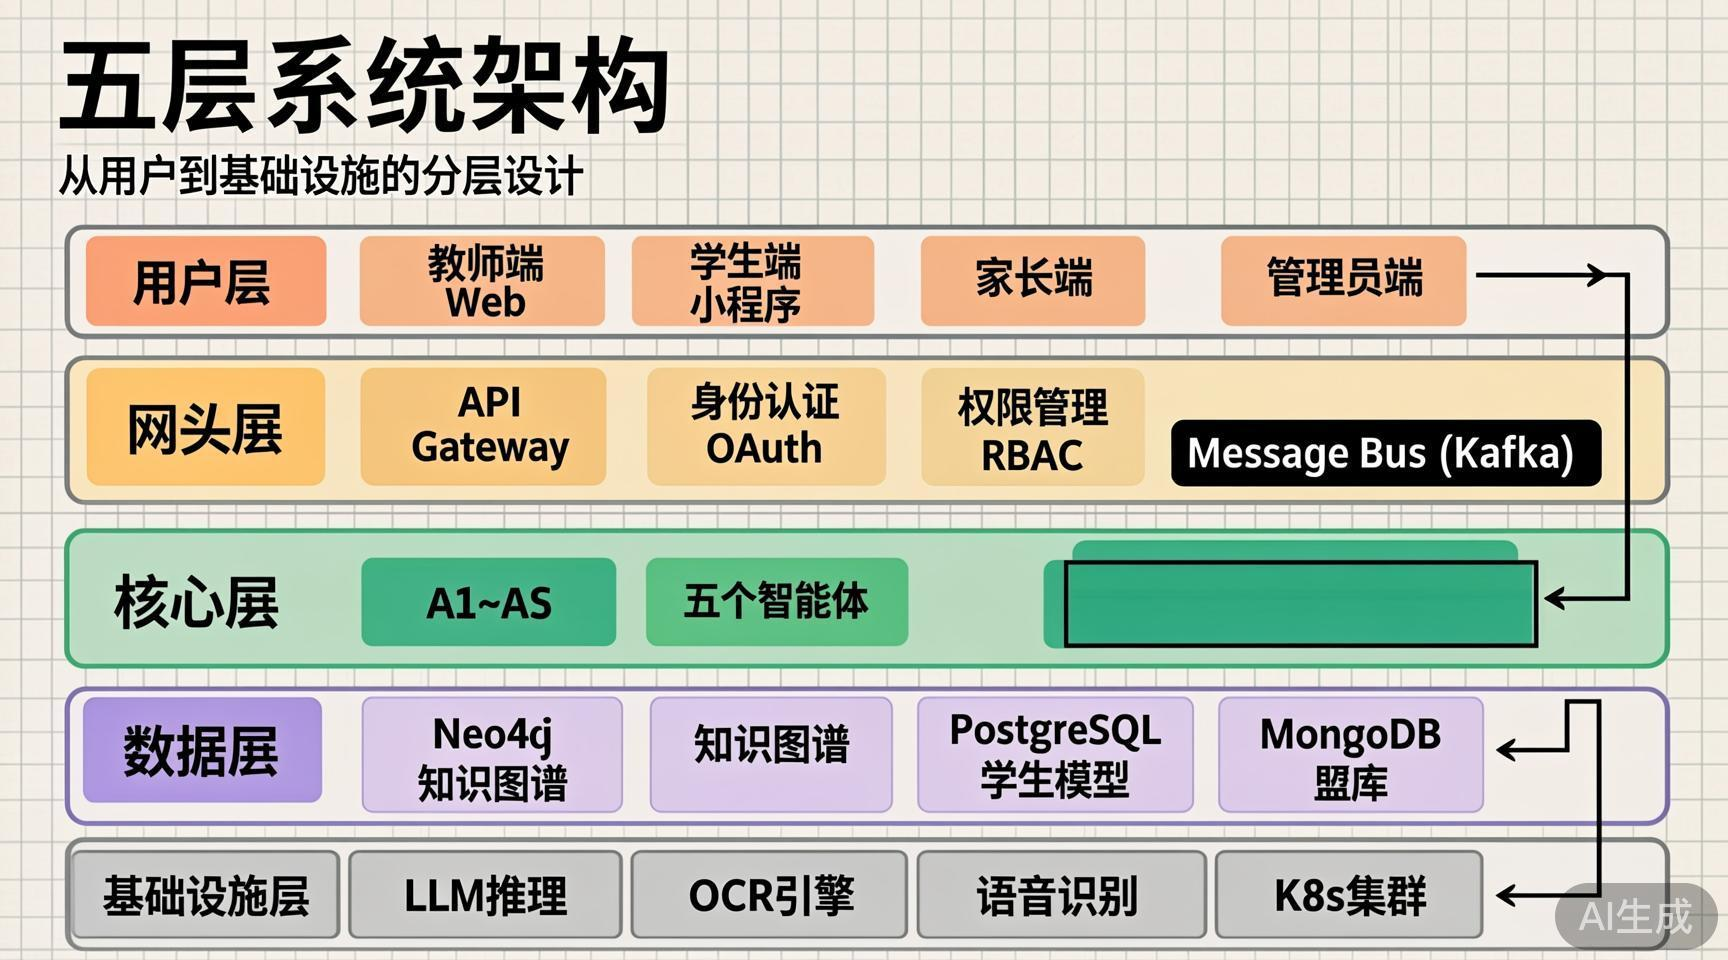 五层系统架构
从用户到基础设施的分层设计
用户层
教师端
Web
学生端
小程序
家长端
管理员端
网头层
API
Gateway
身份认证
OAuth
权限管理
RBAC
Message Bus (Kafka)
核心层
A1~AS
五个智能体
数据层
知识图谱
知识图谱
PostgreSQL
学生模型
MongoDB
盟库
基础设施层
LLM推理
OCR引擎
语音识别
K8s集群
AI生成